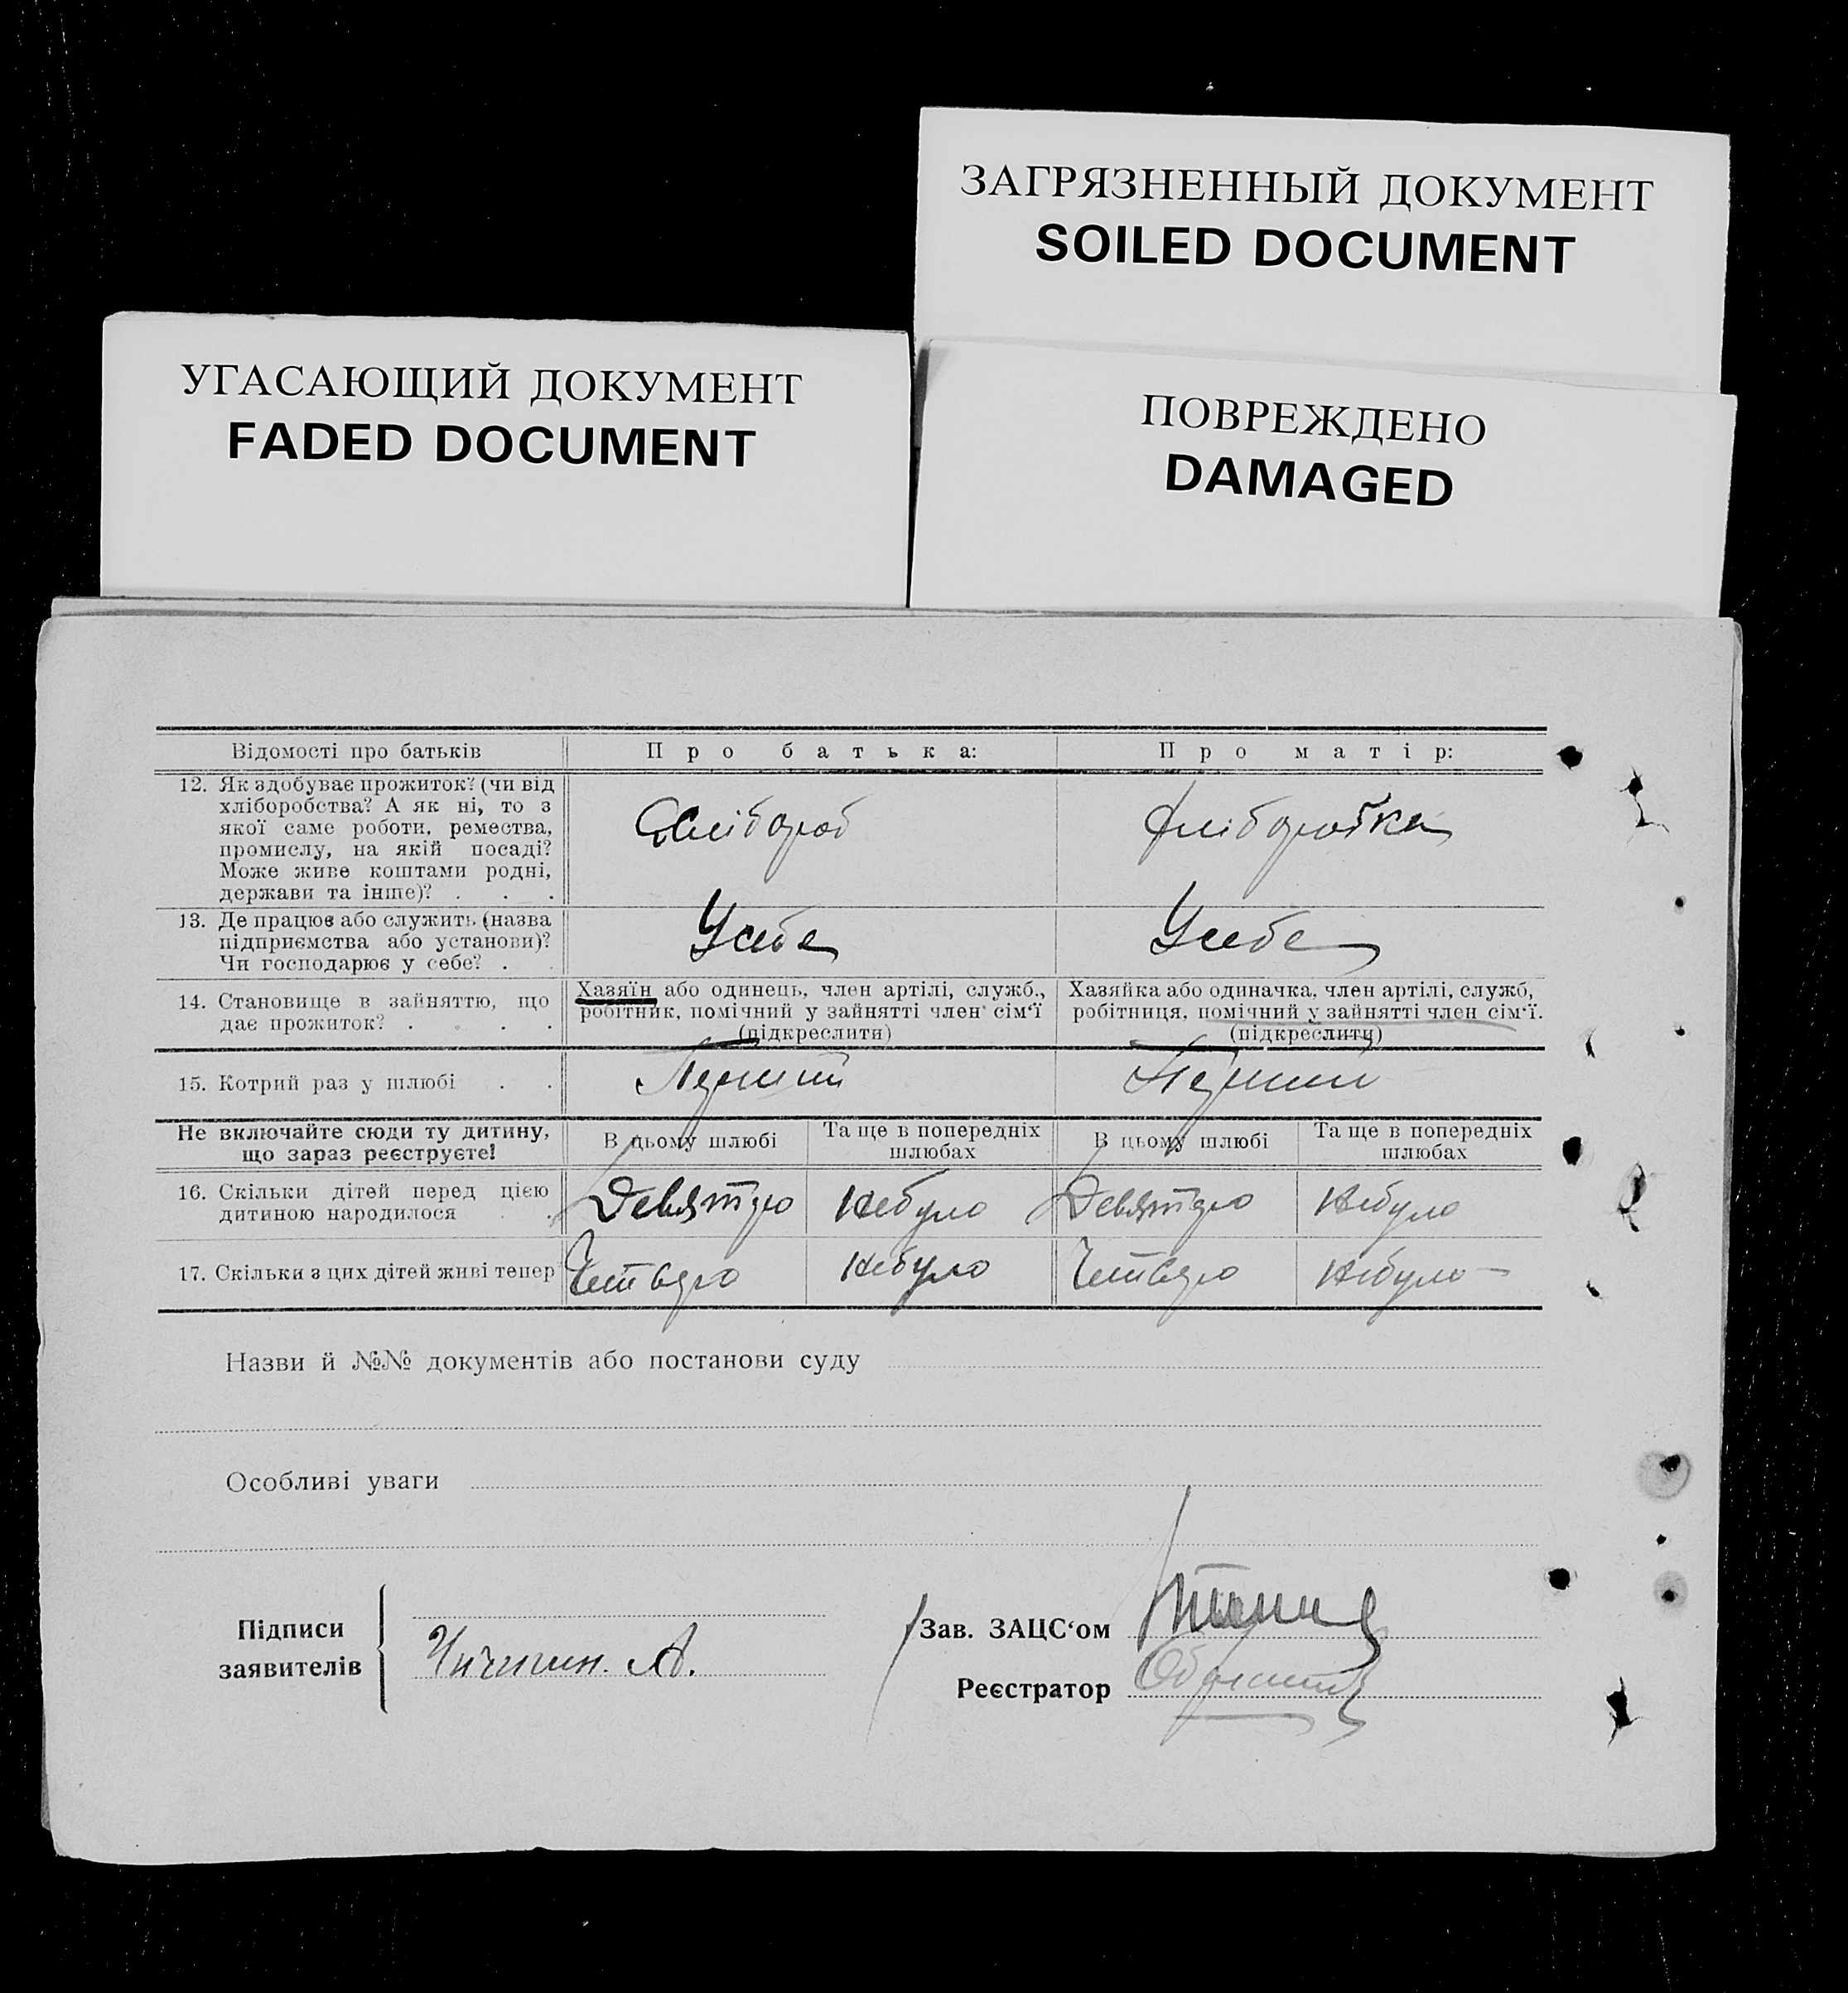 ЗАГРЯЗНЕННЫЙ ДОКУМЕНТ
SOILED DOCUMENT
УГАСАЮЩИЙ ДОКУМЕНТ
FADED DOCUMENT
ПОВРЕЖДЕНО
DAMAGED
Відомості про батьків
Про батька:
Про матір:
12. Як здобуває прожиток? (чи від
хліборобства? А як ні, то з
якої саме роботи, ремества,
промислу, на якій посаді?
Може живе коштами родні,
держави та інше)? . . .
Хлібороб
Хлiборобка
13. Де працює або служить (назва
підприємства або установи)?
Чи господарює у себе? . .
У себе
У себе
14. Становище в зайняттю, що
дає прожиток? . . . .
Хазяїн або одинець, член артілі, служб.,
робітник, помічний у зайнятті член сім'ї
(підкреслити)
Хазяйка або одиначка, член артілі, служб,
робітниця, помічний у зайнятті член сім'ї.
(підкреслити)
15. Котрий раз у шлюбі . .
Перший
Перший
Не включайте сюди ту дитину,
що зараз реєструєте!
В цьому шлюбі
Та ще в попередніх
шлюбах
В цьому шлюбі
Та ще в попередніх
шлюбах
16. Скільки дітей перед цією
дитиною народилося . .
Девятеро
Небуло
Девятеро
Небуло
17. Скільки з цих дітей живі тепер
Четверо
Небуло
Четверо
Небуло
Назви й №№ документів або постанови суду
Особливі уваги
Підписи
заявителів
А.
Зав. ЗАЦС‘ом
Реєстратор